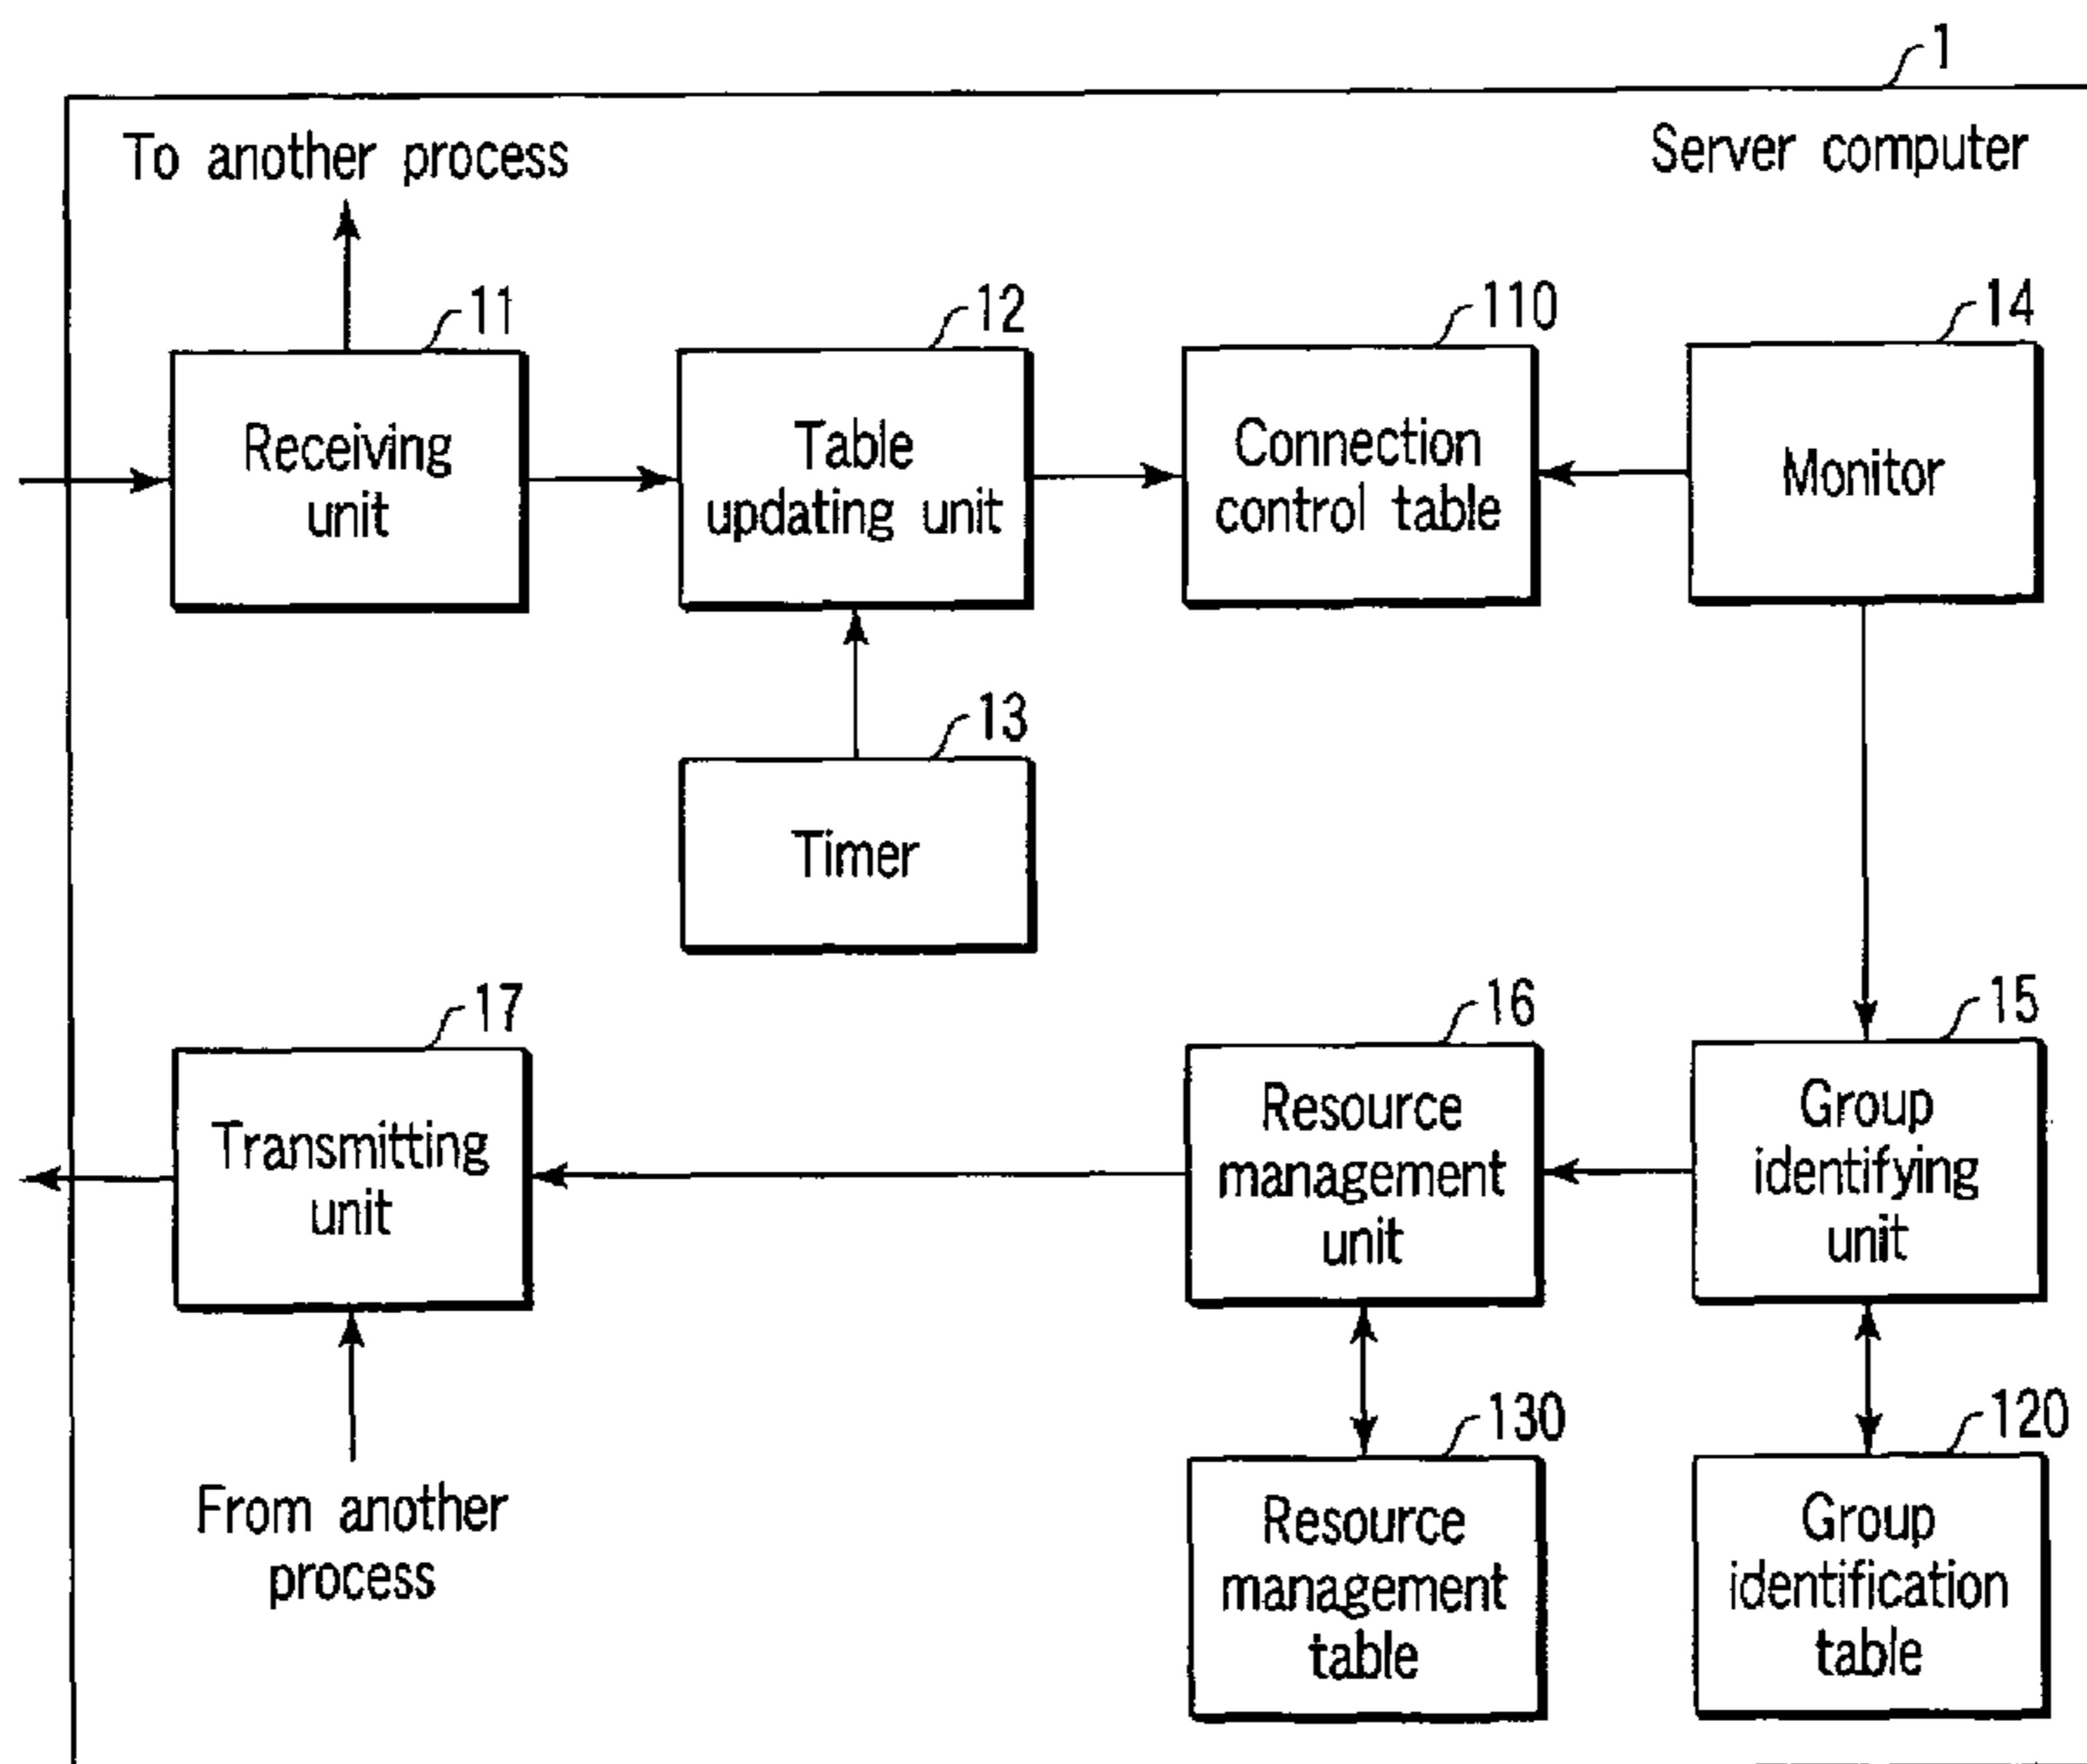 1
To another process
Server computer
11
12
110
14
Receiving
unit
Table
updating unit
Connection
control table
Monitor
13
Timer
17
16
15
Transmitting
unit
Resource
management
unit
Group
identifying
unit
From another
process
130
120
Resource
management
table
Group
identification
table